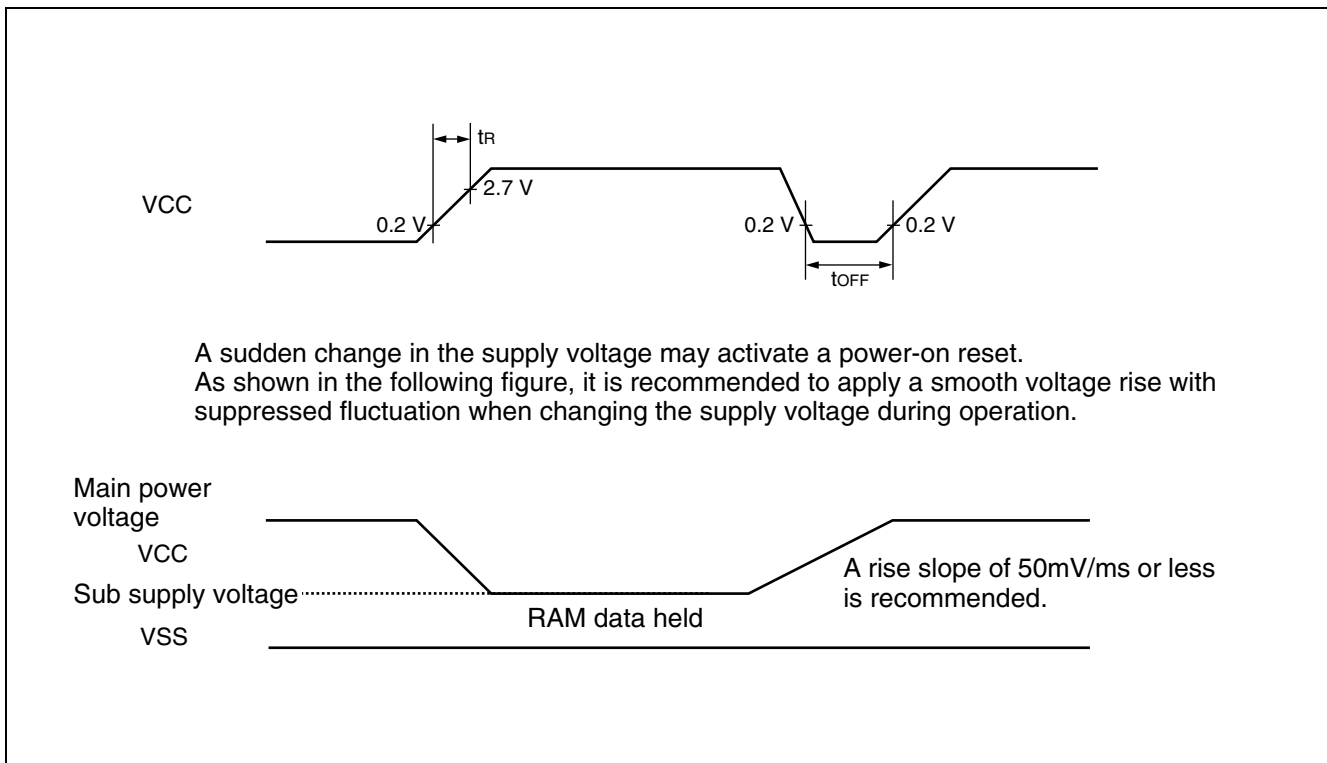 tR
2.7 V
VCC
0.2 V
0.2 V
0.2 V
tOFF
A sudden change in the supply voltage may activate a power-on reset.
As shown in the following figure, it is recommended to apply a smooth voltage rise with
suppressed fluctuation when changing the supply voltage during operation.
Main power
voltage
VCC
A rise slope of 50mV/ms or less
is recommended.
Sub supply voltage
RAM data held
VSS